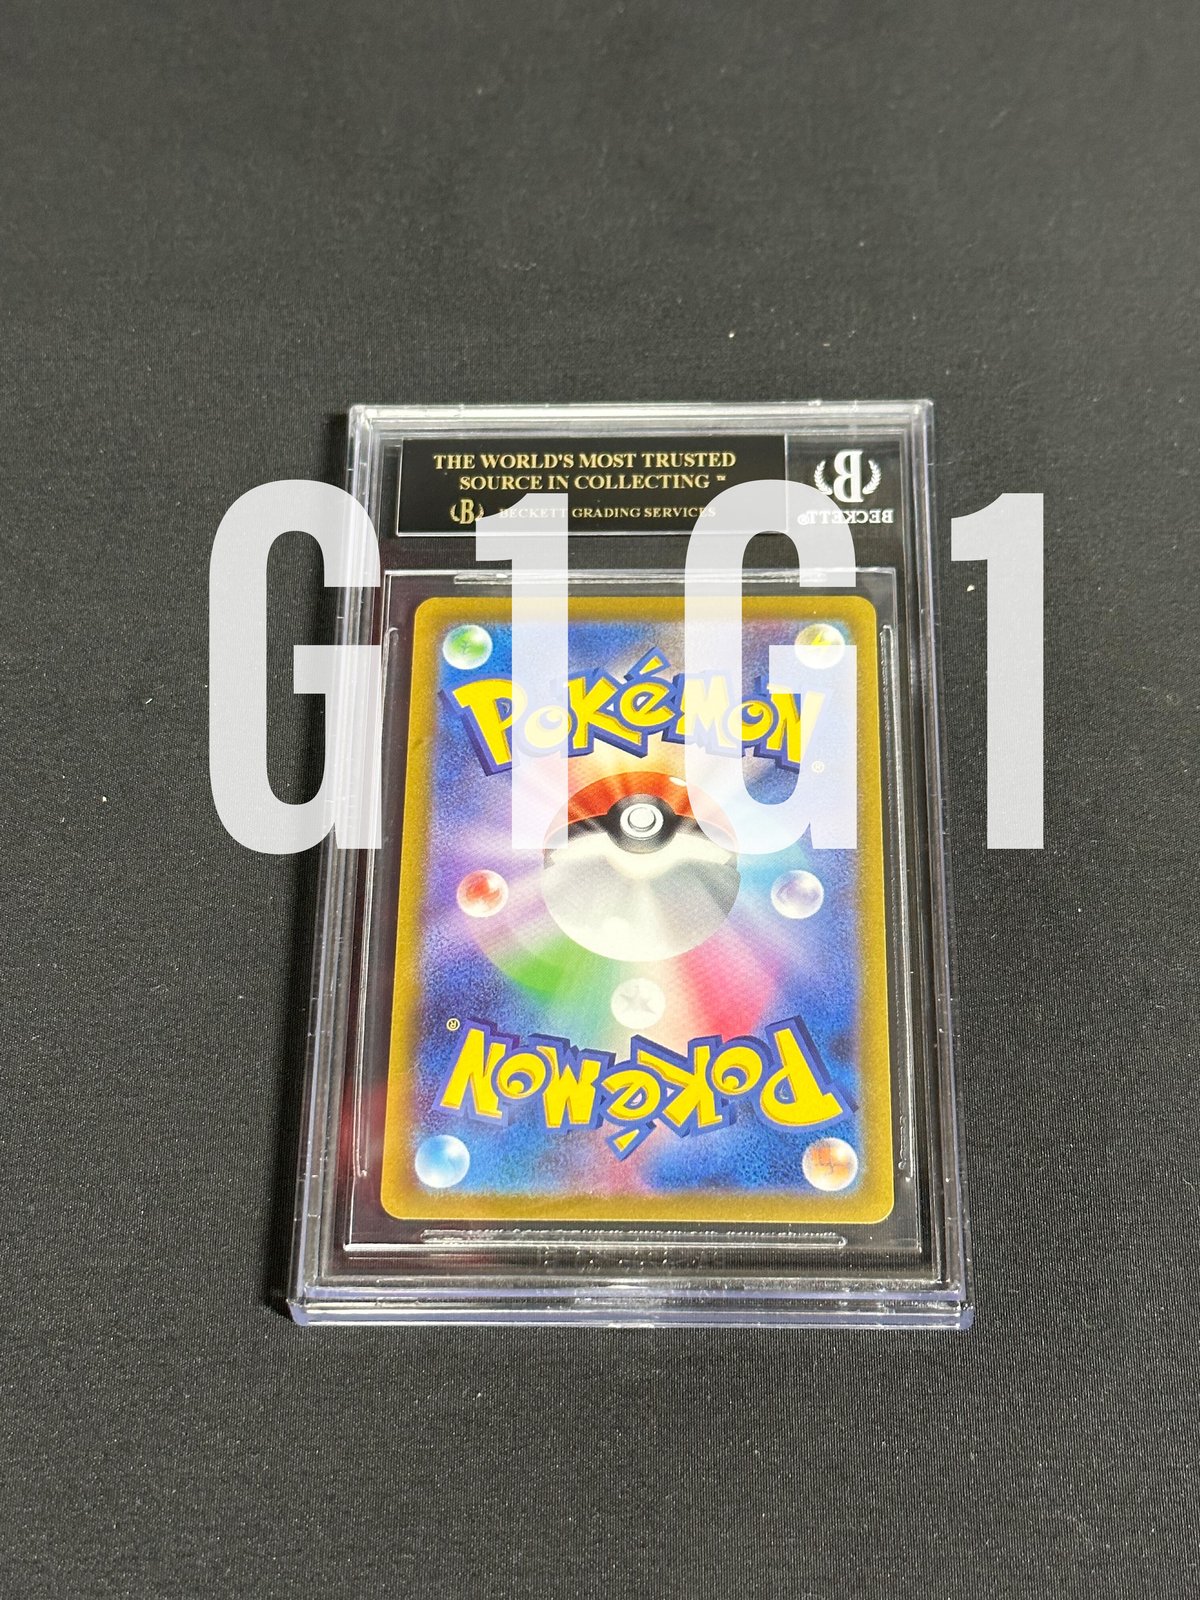 THE WORLD'S MOST TRUSTED
SOURCE IN COLLECTING ™
B BECKETT GRADING SERVICES
B
BECKETT®
G1G1
POKéMON®
POKéMON®